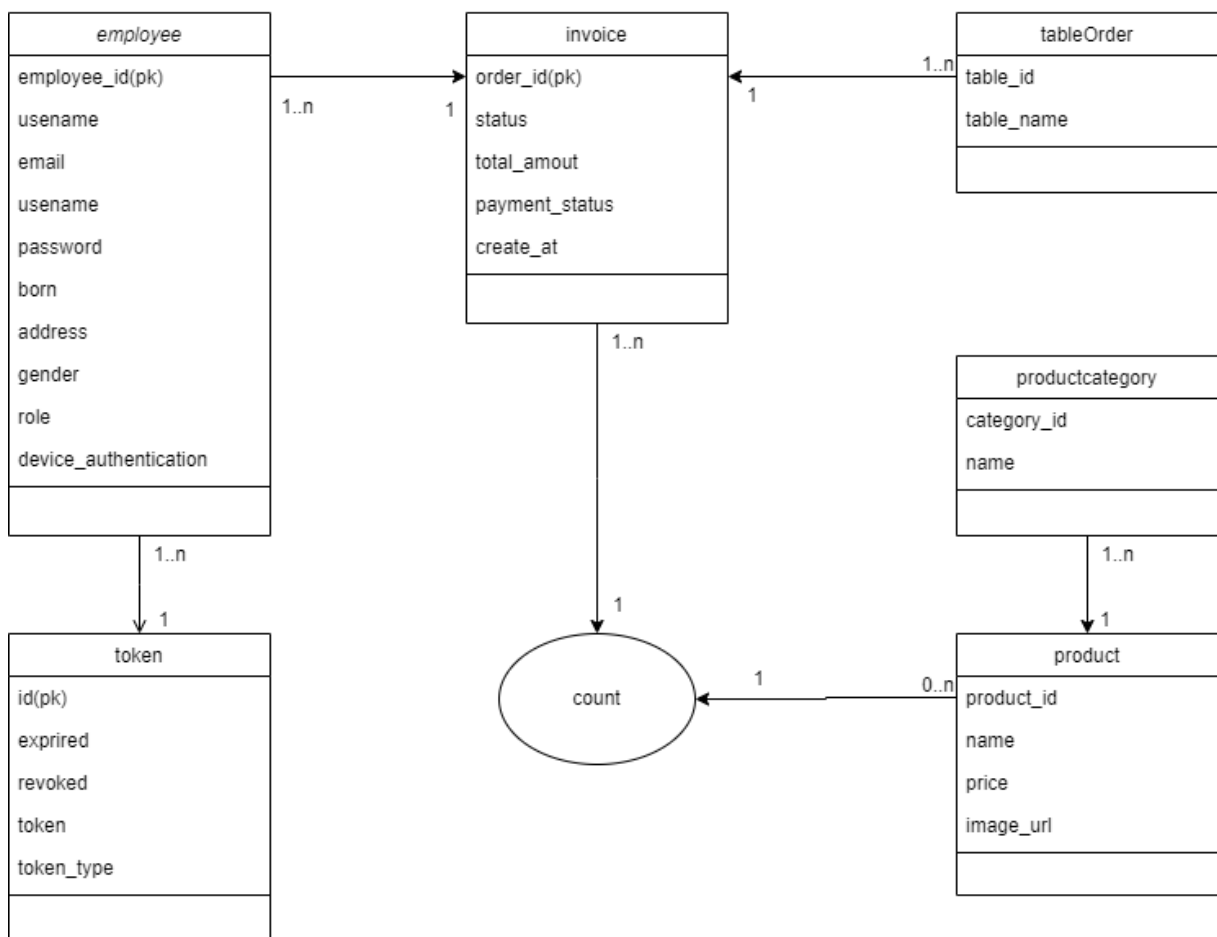 employee
employee_id(pk)
usename
email
usename
password
born
address
gender
role
device_authentication
1..n
1
invoice
order_id(pk)
status
total_amout
payment_status
create_at
1
1..n
tableOrder
table_id
table_name
1..n
1
productcategory
category_id
name
1..n
1
1..n
1
token
id(pk)
exprired
revoked
token
token_type
count
1
0..n
product
product_id
name
price
image_url